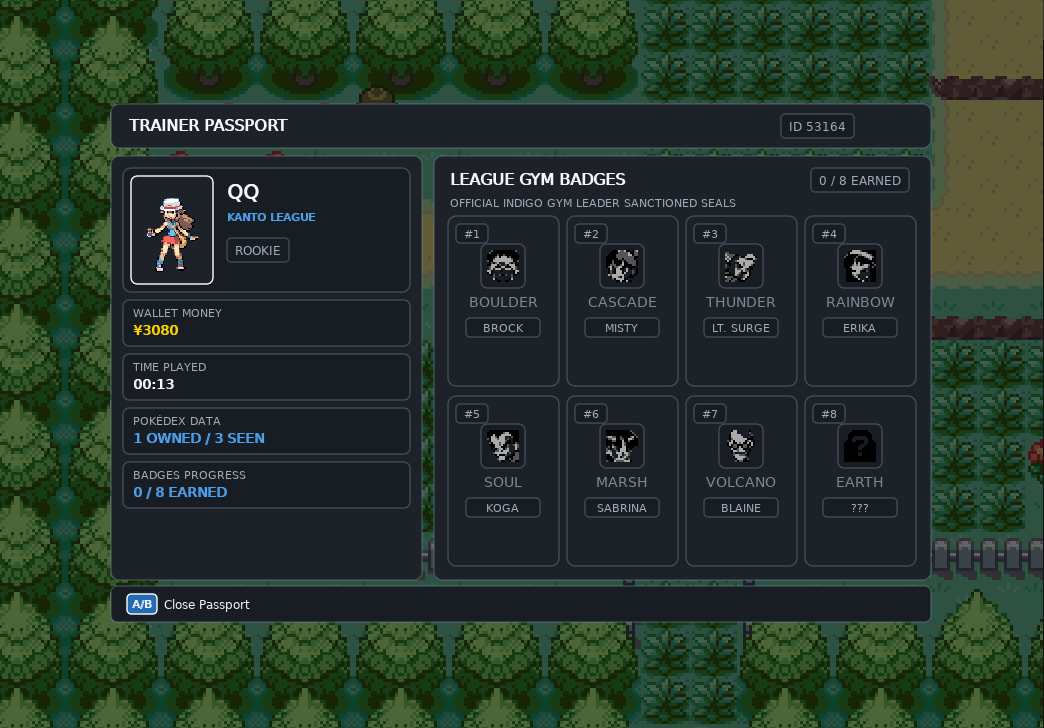 TRAINER PASSPORT
ID 53164
QQ
KANTO LEAGUE
ROOKIE
WALLET MONEY
¥3080
TIME PLAYED
00:13
POKÉDEX DATA
1 OWNED / 3 SEEN
BADGES PROGRESS
0 / 8 EARNED
LEAGUE GYM BADGES
0 / 8 EARNED
OFFICIAL INDIGO GYM LEADER SANCTIONED SEALS
#1
BOULDER
BROCK
#2
CASCADE
MISTY
#3
THUNDER
LT. SURGE
#4
RAINBOW
ERIKA
#5
SOUL
KOGA
#6
MARSH
SABRINA
#7
VOLCANO
BLAINE
#8
?
EARTH
???
A/B Close Passport